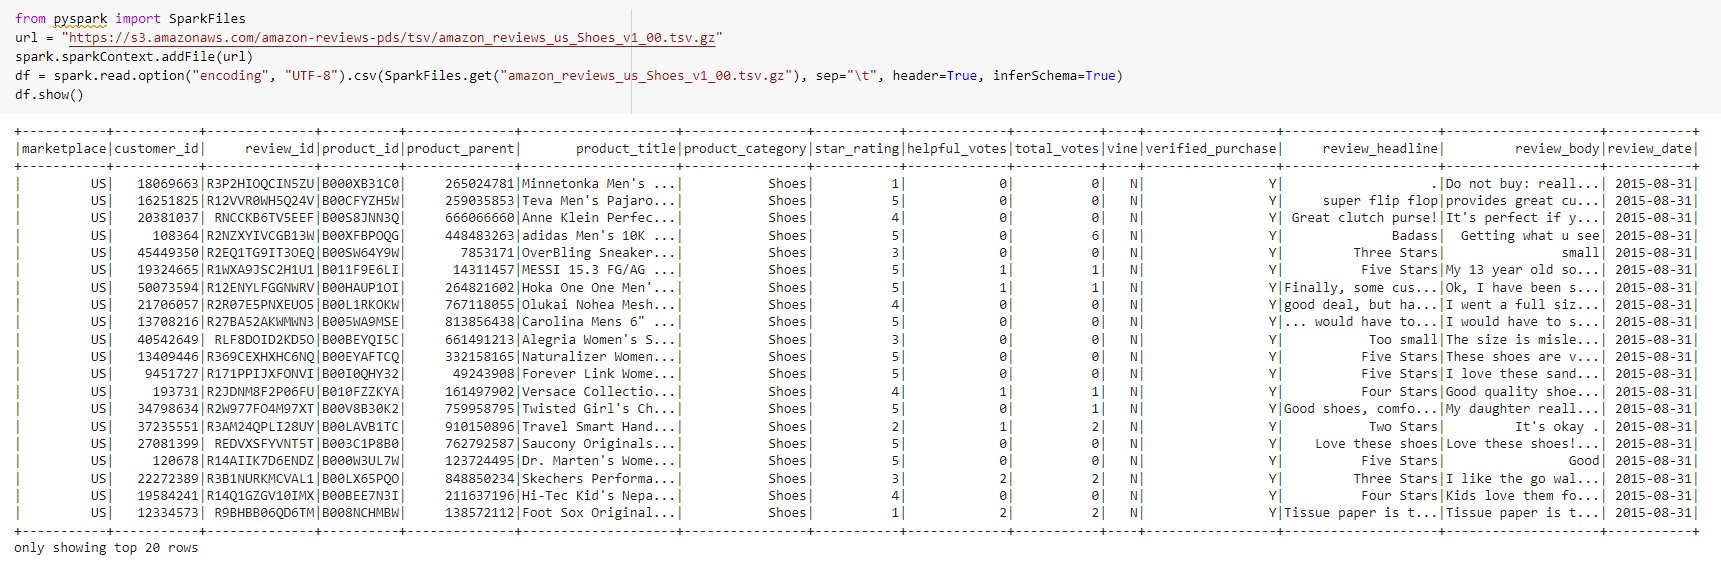 from pyspark import SparkFiles
url = "https://s3.amazonaws.com/amazon-reviews-pds/tsv/amazon_reviews_us_Shoes_v1_00.tsv.gz"
spark.sparkContext.addFile(url)
df = spark.read.option("encoding", "UTF-8").csv(SparkFiles.get("amazon_reviews_us_Shoes_v1_00.tsv.gz"), sep="\t", header=True, inferSchema=True)
df.show()
+-----------+-----------+--------------+----------+--------------+--------------------+----------------+-----------+-------------+-----------+----+-----------------+--------------------+--------------------+-----------+
|marketplace|customer_id|     review_id|product_id|product_parent|       product_title|product_category|star_rating|helpful_votes|total_votes|vine|verified_purchase|     review_headline|         review_body|review_date|
+-----------+-----------+--------------+----------+--------------+--------------------+----------------+-----------+-------------+-----------+----+-----------------+--------------------+--------------------+-----------+
|         US|   18069663|R3P2HIOQCIN5ZU|B000XB31C0|     265024781|Minnetonka Men's ...|           Shoes|          1|            0|          0|   N|                Y|                   .|Do not buy: reall...| 2015-08-31|
|         US|   16251825|R12VVR0WH5Q24V|B00CFYZH5W|     259035853|Teva Men's Pajaro...|           Shoes|          5|            0|          0|   N|                Y|     super flip flop|provides great cu...| 2015-08-31|
|         US|   20381037| RNCCKB6TV5EEF|B00S8JNN3Q|     666066660|Anne Klein Perfec...|           Shoes|          4|            0|          0|   N|                Y| Great clutch purse!|It's perfect if y...| 2015-08-31|
|         US|     108364|R2NZXYIVCGB13W|B00XFBPOQG|     448483263|adidas Men's 10K ...|           Shoes|          5|            0|          6|   N|                Y|              Badass|  Getting what u see| 2015-08-31|
|         US|   45449350|R2EQ1TG9IT3OEQ|B00SW64Y9W|       7853171|OverBling Sneaker...|           Shoes|          3|            0|          0|   N|                Y|         Three Stars|               small| 2015-08-31|
|         US|   19324665|R1WXA9JSC2H1U1|B011F9E6LI|      14311457|MESSI 15.3 FG/AG ...|           Shoes|          5|            1|          1|   N|                Y|          Five Stars|My 13 year old so...| 2015-08-31|
|         US|   50073594|R12ENYLFGGNWRV|B00HAUP1OI|     264821602|Hoka One One Men'...|           Shoes|          5|            1|          1|   N|                Y|Finally, some cus...|Ok, I have been s...| 2015-08-31|
|         US|   21706057|R2R07E5PNXEUO5|B00L1RKOKW|     767118055|Olukai Nohea Mesh...|           Shoes|          4|            0|          0|   N|                Y|good deal, but ha...|I went a full siz...| 2015-08-31|
|         US|   13708216|R27BA52AKWMWN3|B005WA9MSE|     813856438|Carolina Mens 6" ...|           Shoes|          5|            0|          0|   N|                Y|... would have to...|I would have to s...| 2015-08-31|
|         US|   40542649| RLF8DOID2KD5O|B00BEYQI5C|     661491213|Alegria Women's S...|           Shoes|          3|            0|          0|   N|                Y|           Too small|The size is misle...| 2015-08-31|
|         US|   13409446|R369CEXHXHC6NQ|B00EYAFTCQ|     332158165|Naturalizer Women...|           Shoes|          5|            0|          0|   N|                Y|          Five Stars|These shoes are v...| 2015-08-31|
|         US|    9451727|R171PPIJXFONVI|B00I0QHY32|      49243908|Forever Link Wome...|           Shoes|          5|            0|          0|   N|                Y|          Five Stars|I love these sand...| 2015-08-31|
|         US|     193731|R2JDNM8F2P06FU|B010FZZKYA|     161497902|Versace Collectio...|           Shoes|          4|            1|          1|   N|                Y|          Four Stars|Good quality shoe...| 2015-08-31|
|         US|   34798634|R2W977FO4M97XT|B00V8B30K2|     759958795|Twisted Girl's Ch...|           Shoes|          5|            0|          1|   N|                Y|Good shoes, comfo...|My daughter reall...| 2015-08-31|
|         US|   37235551|R3AM24QPLI28UY|B00LAVB1TC|     910150896|Travel Smart Hand...|           Shoes|          2|            1|          2|   N|                Y|           Two Stars|         It's okay .| 2015-08-31|
|         US|   27081399| REDVXSFYVNT5T|B003C1P8B0|     762792587|Saucony Originals...|           Shoes|          5|            0|          0|   N|                Y|    Love these shoes|Love these shoes!...| 2015-08-31|
|         US|     120678|R14AIIK7D6ENDZ|B000W3UL7W|     123724495|Dr. Marten's Wome...|           Shoes|          5|            0|          0|   N|                Y|          Five Stars|                Good| 2015-08-31|
|         US|   22272389|R3B1NURKMCVAL1|B00LX65PQO|     848850234|Skechers Performa...|           Shoes|          3|            2|          2|   N|                Y|         Three Stars|I like the go wal...| 2015-08-31|
|         US|   19584241|R14Q1GZGV10IMX|B00BEE7N3I|     211637196|Hi-Tec Kid's Nepa...|           Shoes|          4|            0|          0|   N|                Y|          Four Stars|Kids love them fo...| 2015-08-31|
|         US|   12334573| R9BHBB06QD6TM|B008NCHMBW|     138572112|Foot Sox Original...|           Shoes|          1|            2|          2|   N|                Y|Tissue paper is t...|Tissue paper is t...| 2015-08-31|
+-----------+-----------+--------------+----------+--------------+--------------------+----------------+-----------+-------------+-----------+----+-----------------+--------------------+--------------------+-----------+
only showing top 20 rows